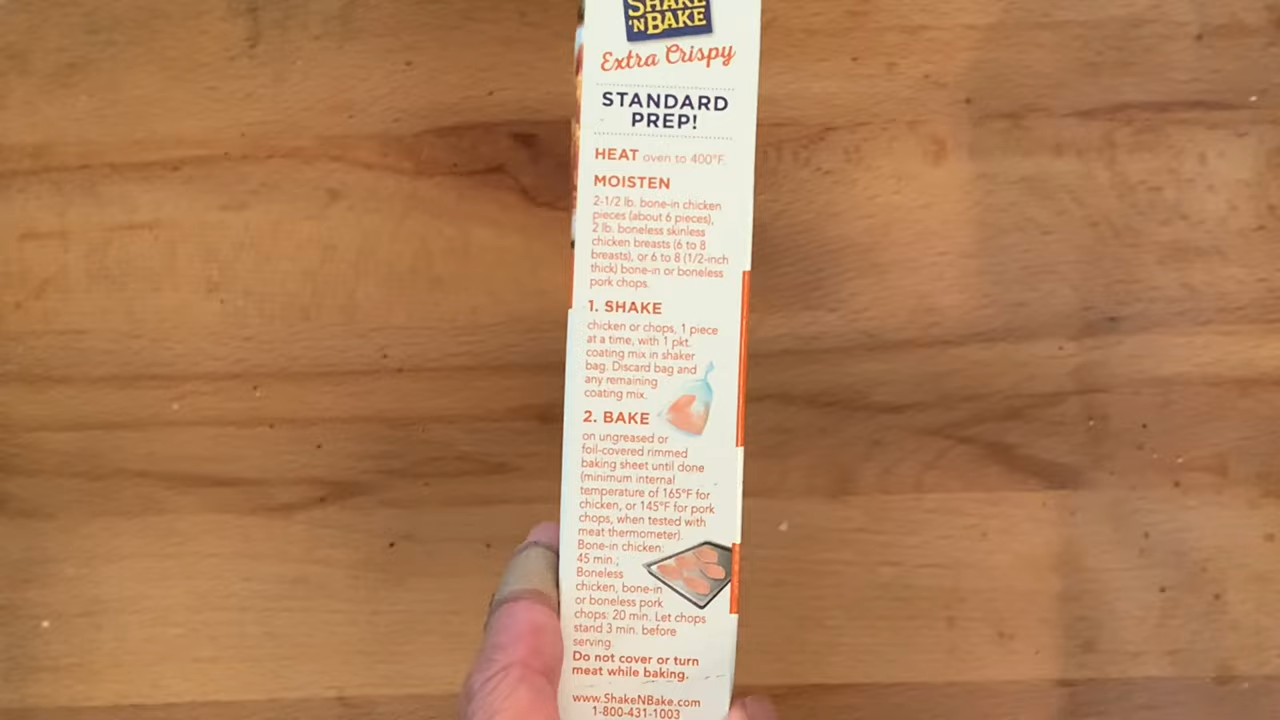 SHAKE
'N BAKE
Extra Crispy
STANDARD
PREP!
HEAT oven to 400°F.
MOISTEN
2-1/2 lb. bone-in chicken
pieces (about 6 pieces),
2 lb. boneless skinless
chicken breasts (6 to 8
breasts), or 6 to 8 (1/2-inch
thick) bone-in or boneless
pork chops.
1. SHAKE
chicken or chops, 1 piece
at a time, with 1 pkt.
coating mix in shaker
bag. Discard bag and
any remaining
coating mix.
2. BAKE
on ungreased or
foil-covered rimmed
baking sheet until done
(minimum internal
temperature of 165°F for
chicken, or 145°F for pork
chops, when tested with
meat thermometer).
Bone-in chicken:
45 min.;
Boneless
chicken, bone-in
or boneless pork
chops: 20 min. Let chops
stand 3 min. before
serving.
Do not cover or turn
meat while baking.
www.ShakeNBake.com
1-800-431-1003